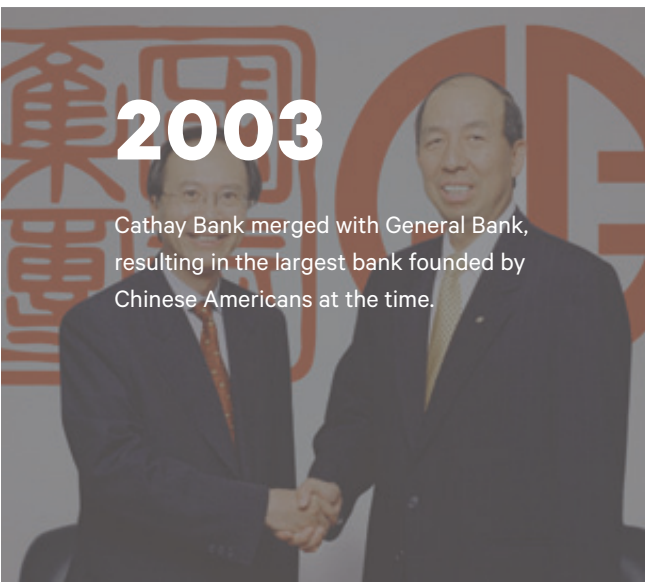 2003
Cathay Bank merged with General Bank,
resulting in the largest bank founded by
Chinese Americans at the time.